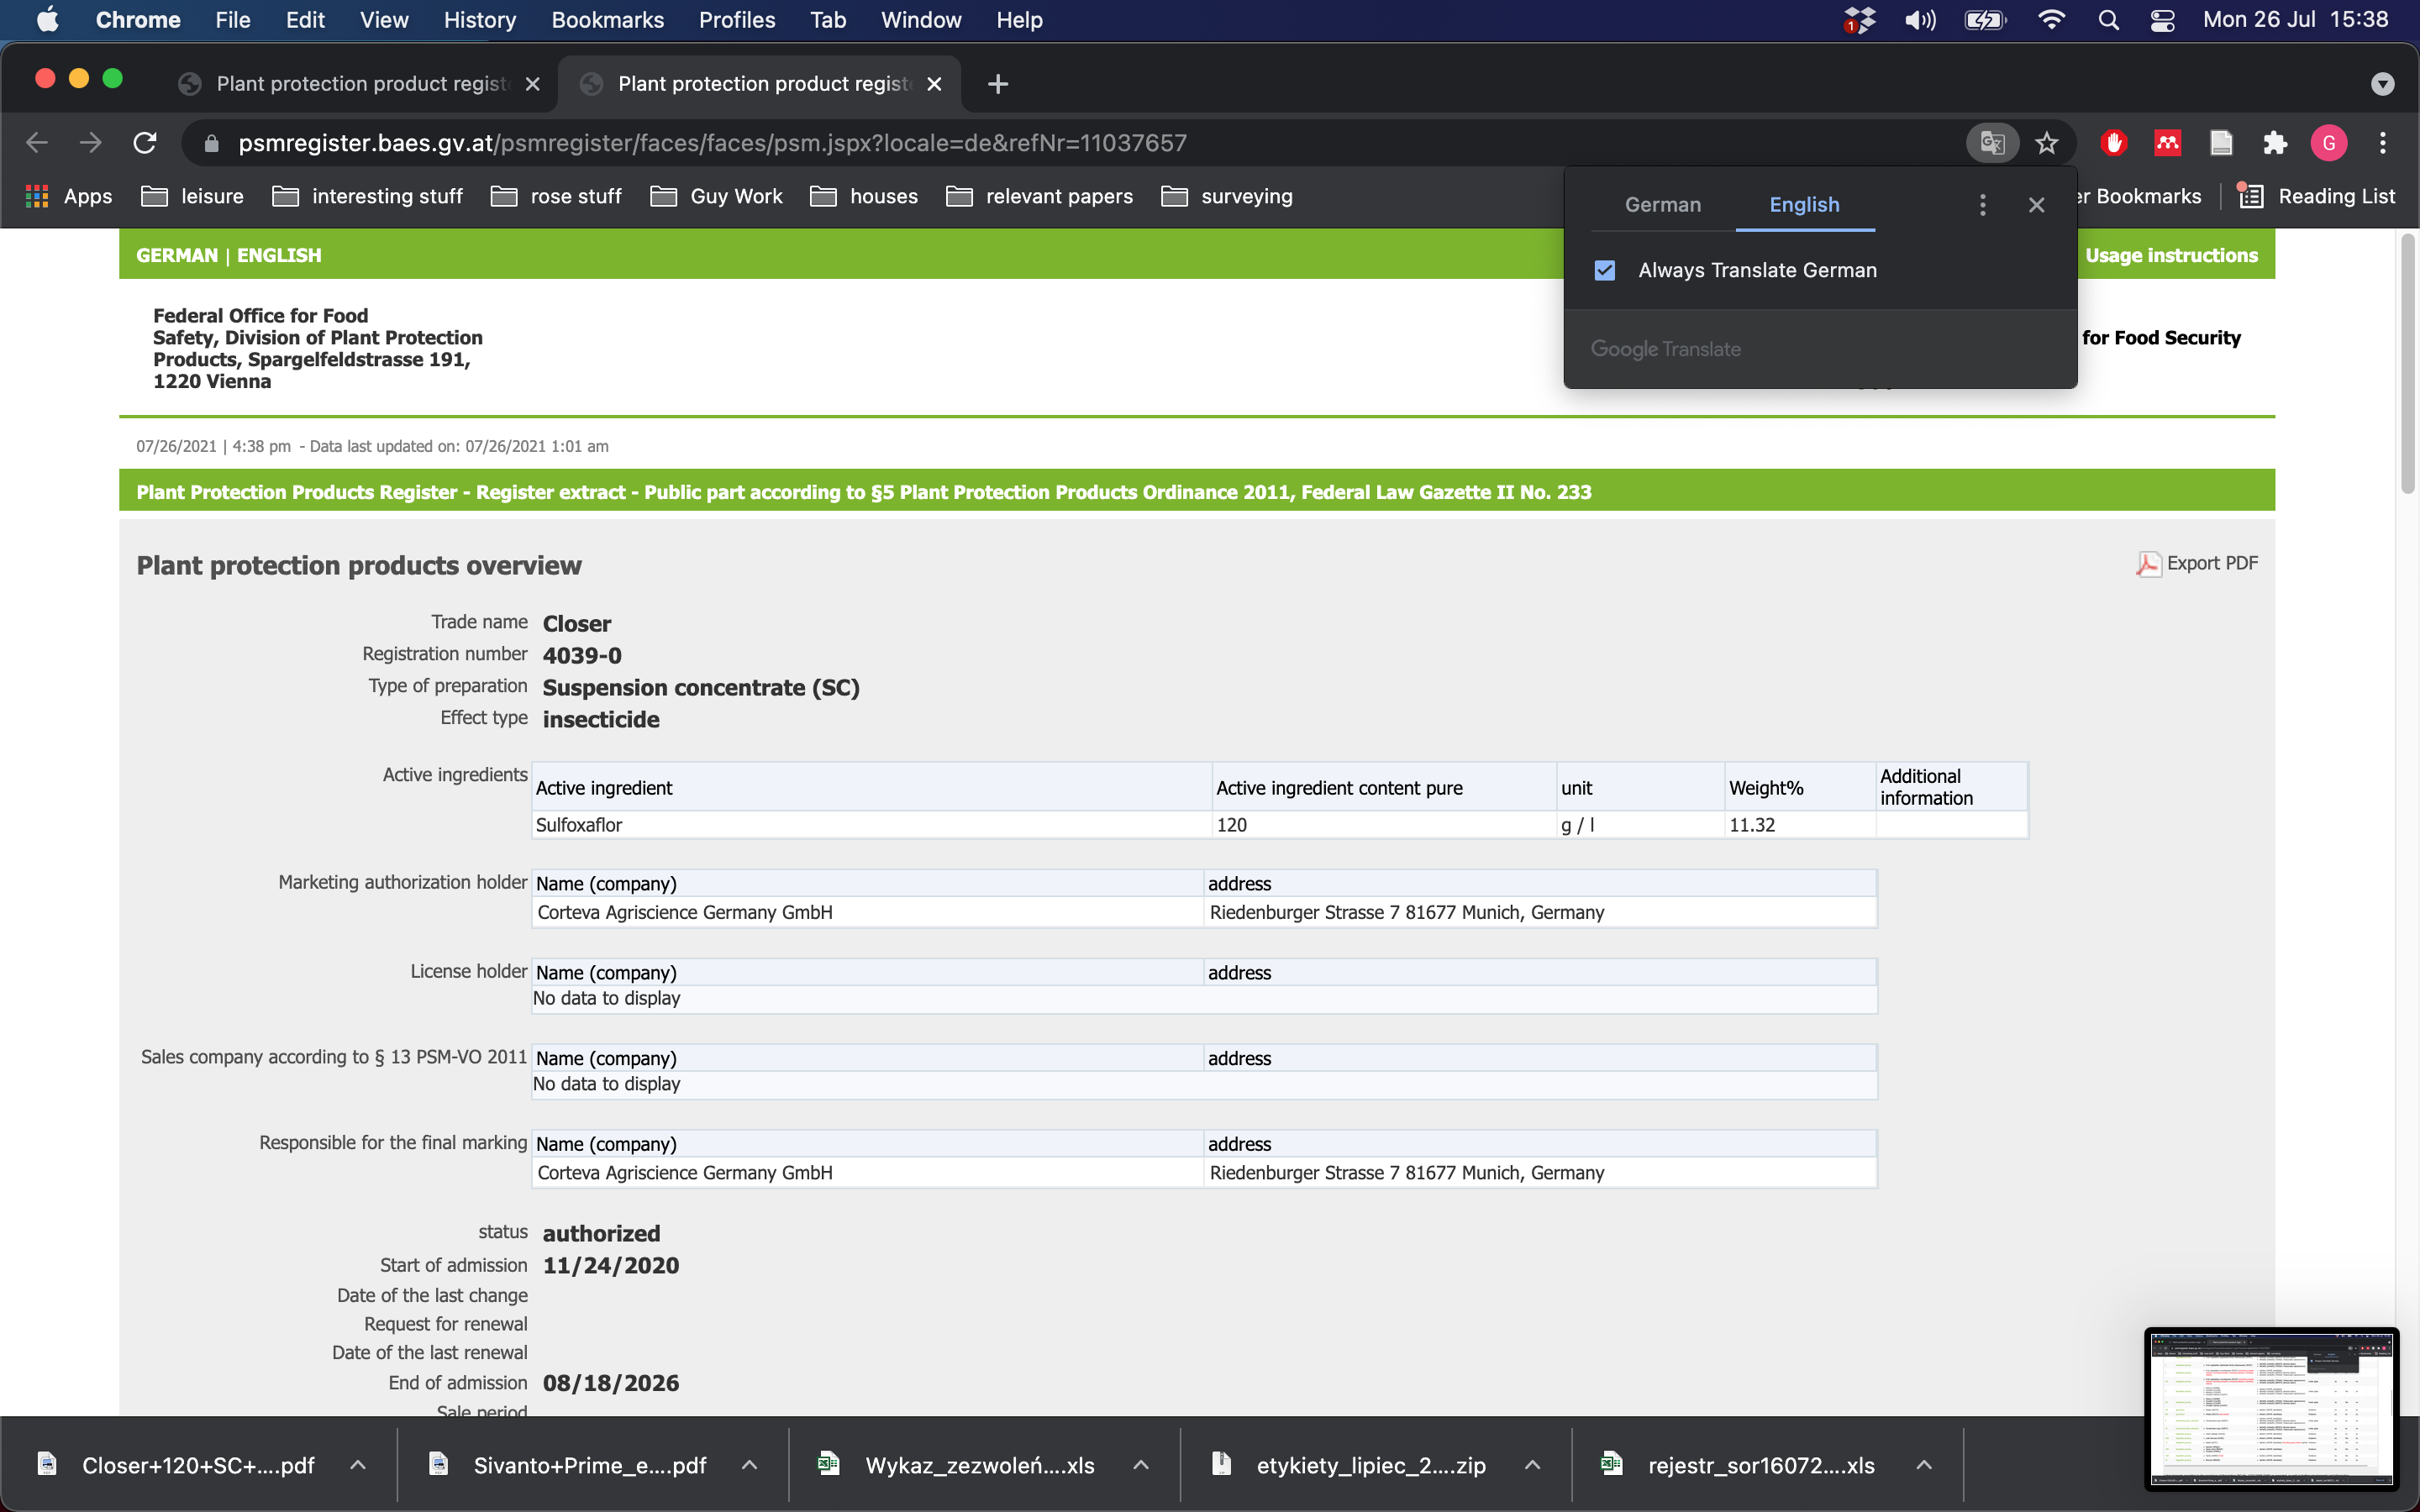 Chrome File Edit View History Bookmarks Profiles Tab Window Help 1 Mon 26 Jul 15:38
Plant protection product registe Plant protection product registe
psmregister.baes.gv.at/psmregister/faces/faces/psm.jspx?locale=de&refNr=11037657 G
Apps leisure interesting stuff rose stuff Guy Work houses relevant papers surveying er Bookmarks Reading List
German English
Always Translate German
Google Translate
GERMAN | ENGLISH Usage instructions
Federal Office for Food
Safety, Division of Plant Protection
Products, Spargelfeldstrasse 191,
1220 Vienna
for Food Security
07/26/2021 | 4:38 pm - Data last updated on: 07/26/2021 1:01 am
Plant Protection Products Register - Register extract - Public part according to §5 Plant Protection Products Ordinance 2011, Federal Law Gazette II No. 233
Plant protection products overview Export PDF
Trade name Closer
Registration number 4039-0
Type of preparation Suspension concentrate (SC)
Effect type insecticide
Active ingredients Active ingredient Active ingredient content pure unit Weight% Additional information
Sulfoxaflor 120 g / l 11.32
Marketing authorization holder Name (company) address
Corteva Agriscience Germany GmbH Riedenburger Strasse 7 81677 Munich, Germany
License holder Name (company) address
No data to display
Sales company according to § 13 PSM-VO 2011 Name (company) address
No data to display
Responsible for the final marking Name (company) address
Corteva Agriscience Germany GmbH Riedenburger Strasse 7 81677 Munich, Germany
status authorized
Start of admission 11/24/2020
Date of the last change
Request for renewal
Date of the last renewal
End of admission 08/18/2026
Sale period
Closer+120+SC+....pdf Sivanto+Prime_e....pdf Wykaz_zezwoleń....xls etykiety_lipiec_2....zip rejestr_sor16072....xls